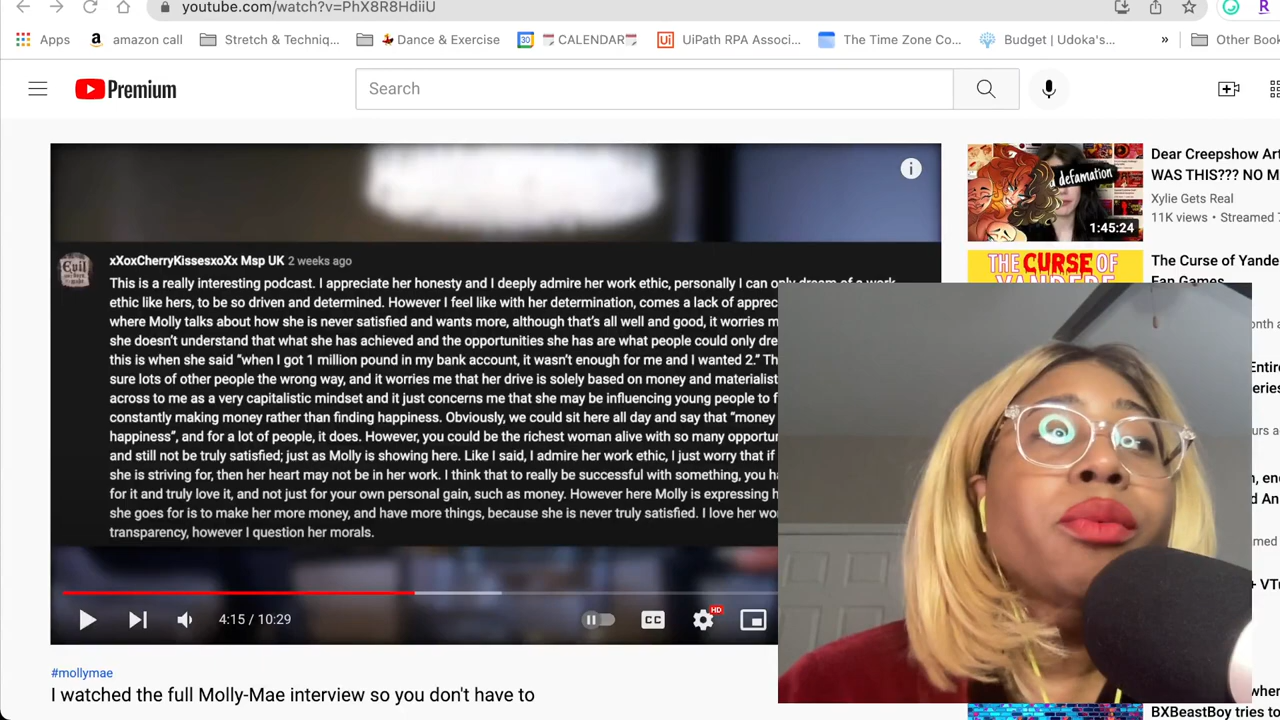 youtube.com/watch?v=PhX8R8HdiiU
Apps
amazon call
Stretch & Techniq...
Dance & Exercise
30
CALENDAR
Ui
UiPath RPA Associ...
The Time Zone Co...
Budget | Udoka's...
»
Other Book
R
Premium
Search
xXoxCherryKissesxoXx Msp UK 2 weeks ago
This is a really interesting podcast. I appreciate her honesty and I deeply admire her work ethic, personally I can only dream of a work
ethic like hers, to be so driven and determined. However I feel like with her determination, comes a lack of apprec
where Molly talks about how she is never satisfied and wants more, although that's all well and good, it worries m
she doesn't understand that what she has achieved and the opportunities she has are what people could only dre
this is when she said "when I got 1 million pound in my bank account, it wasn't enough for me and I wanted 2." Th
sure lots of other people the wrong way, and it worries me that her drive is solely based on money and materialist
across to me as a very capitalistic mindset and it just concerns me that she may be influencing young people to f
constantly making money rather than finding happiness. Obviously, we could sit here all day and say that "money
happiness", and for a lot of people, it does. However, you could be the richest woman alive with so many opportu
and still not be truly satisfied; just as Molly is showing here. Like I said, I admire her work ethic, I just worry that if
she is striving for, then her heart may not be in her work. I think that to really be successful with something, you ha
for it and truly love it, and not just for your own personal gain, such as money. However here Molly is expressing h
she goes for is to make her more money, and have more things, because she is never truly satisfied. I love her wo
transparency, however I question her morals.
4:15 / 10:29
CC
HD
#mollymae
I watched the full Molly-Mae interview so you don't have to
defamation
1:45:24
Dear Creepshow Art
WAS THIS??? NO M
Xylie Gets Real
11K views • Streamed 7
THE CURSE OF
The Curse of Yande
Fan Games
BXBeastBoy tries to